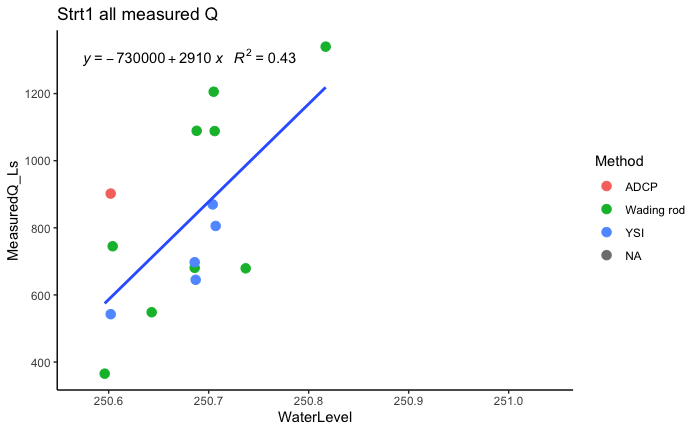 Strt1 all measured Q
y = − 730000 + 2910 x R² = 0.43
1200
1000
800
600
400
MeasuredQ_Ls
250.6 250.7 250.8 250.9 251.0
WaterLevel
Method
ADCP
Wading rod
YSI
NA